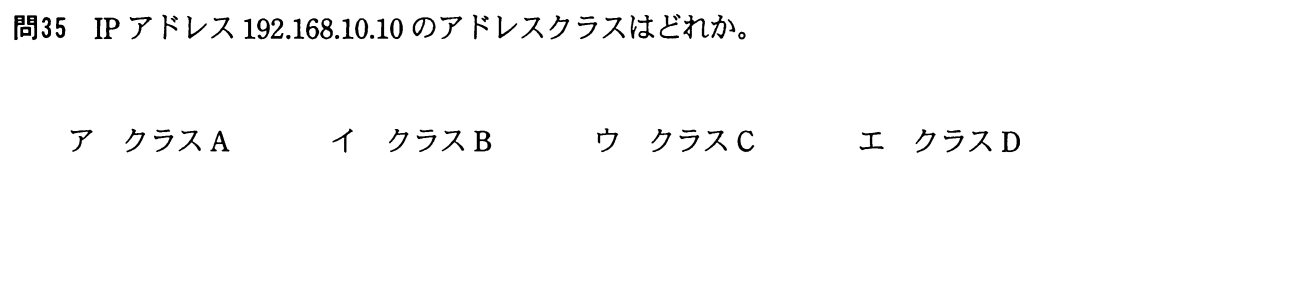 問35　IP アドレス 192.168.10.10 のアドレスクラスはどれか。
ア　クラス A　　　イ　クラス B　　　ウ　クラス C　　　エ　クラス D